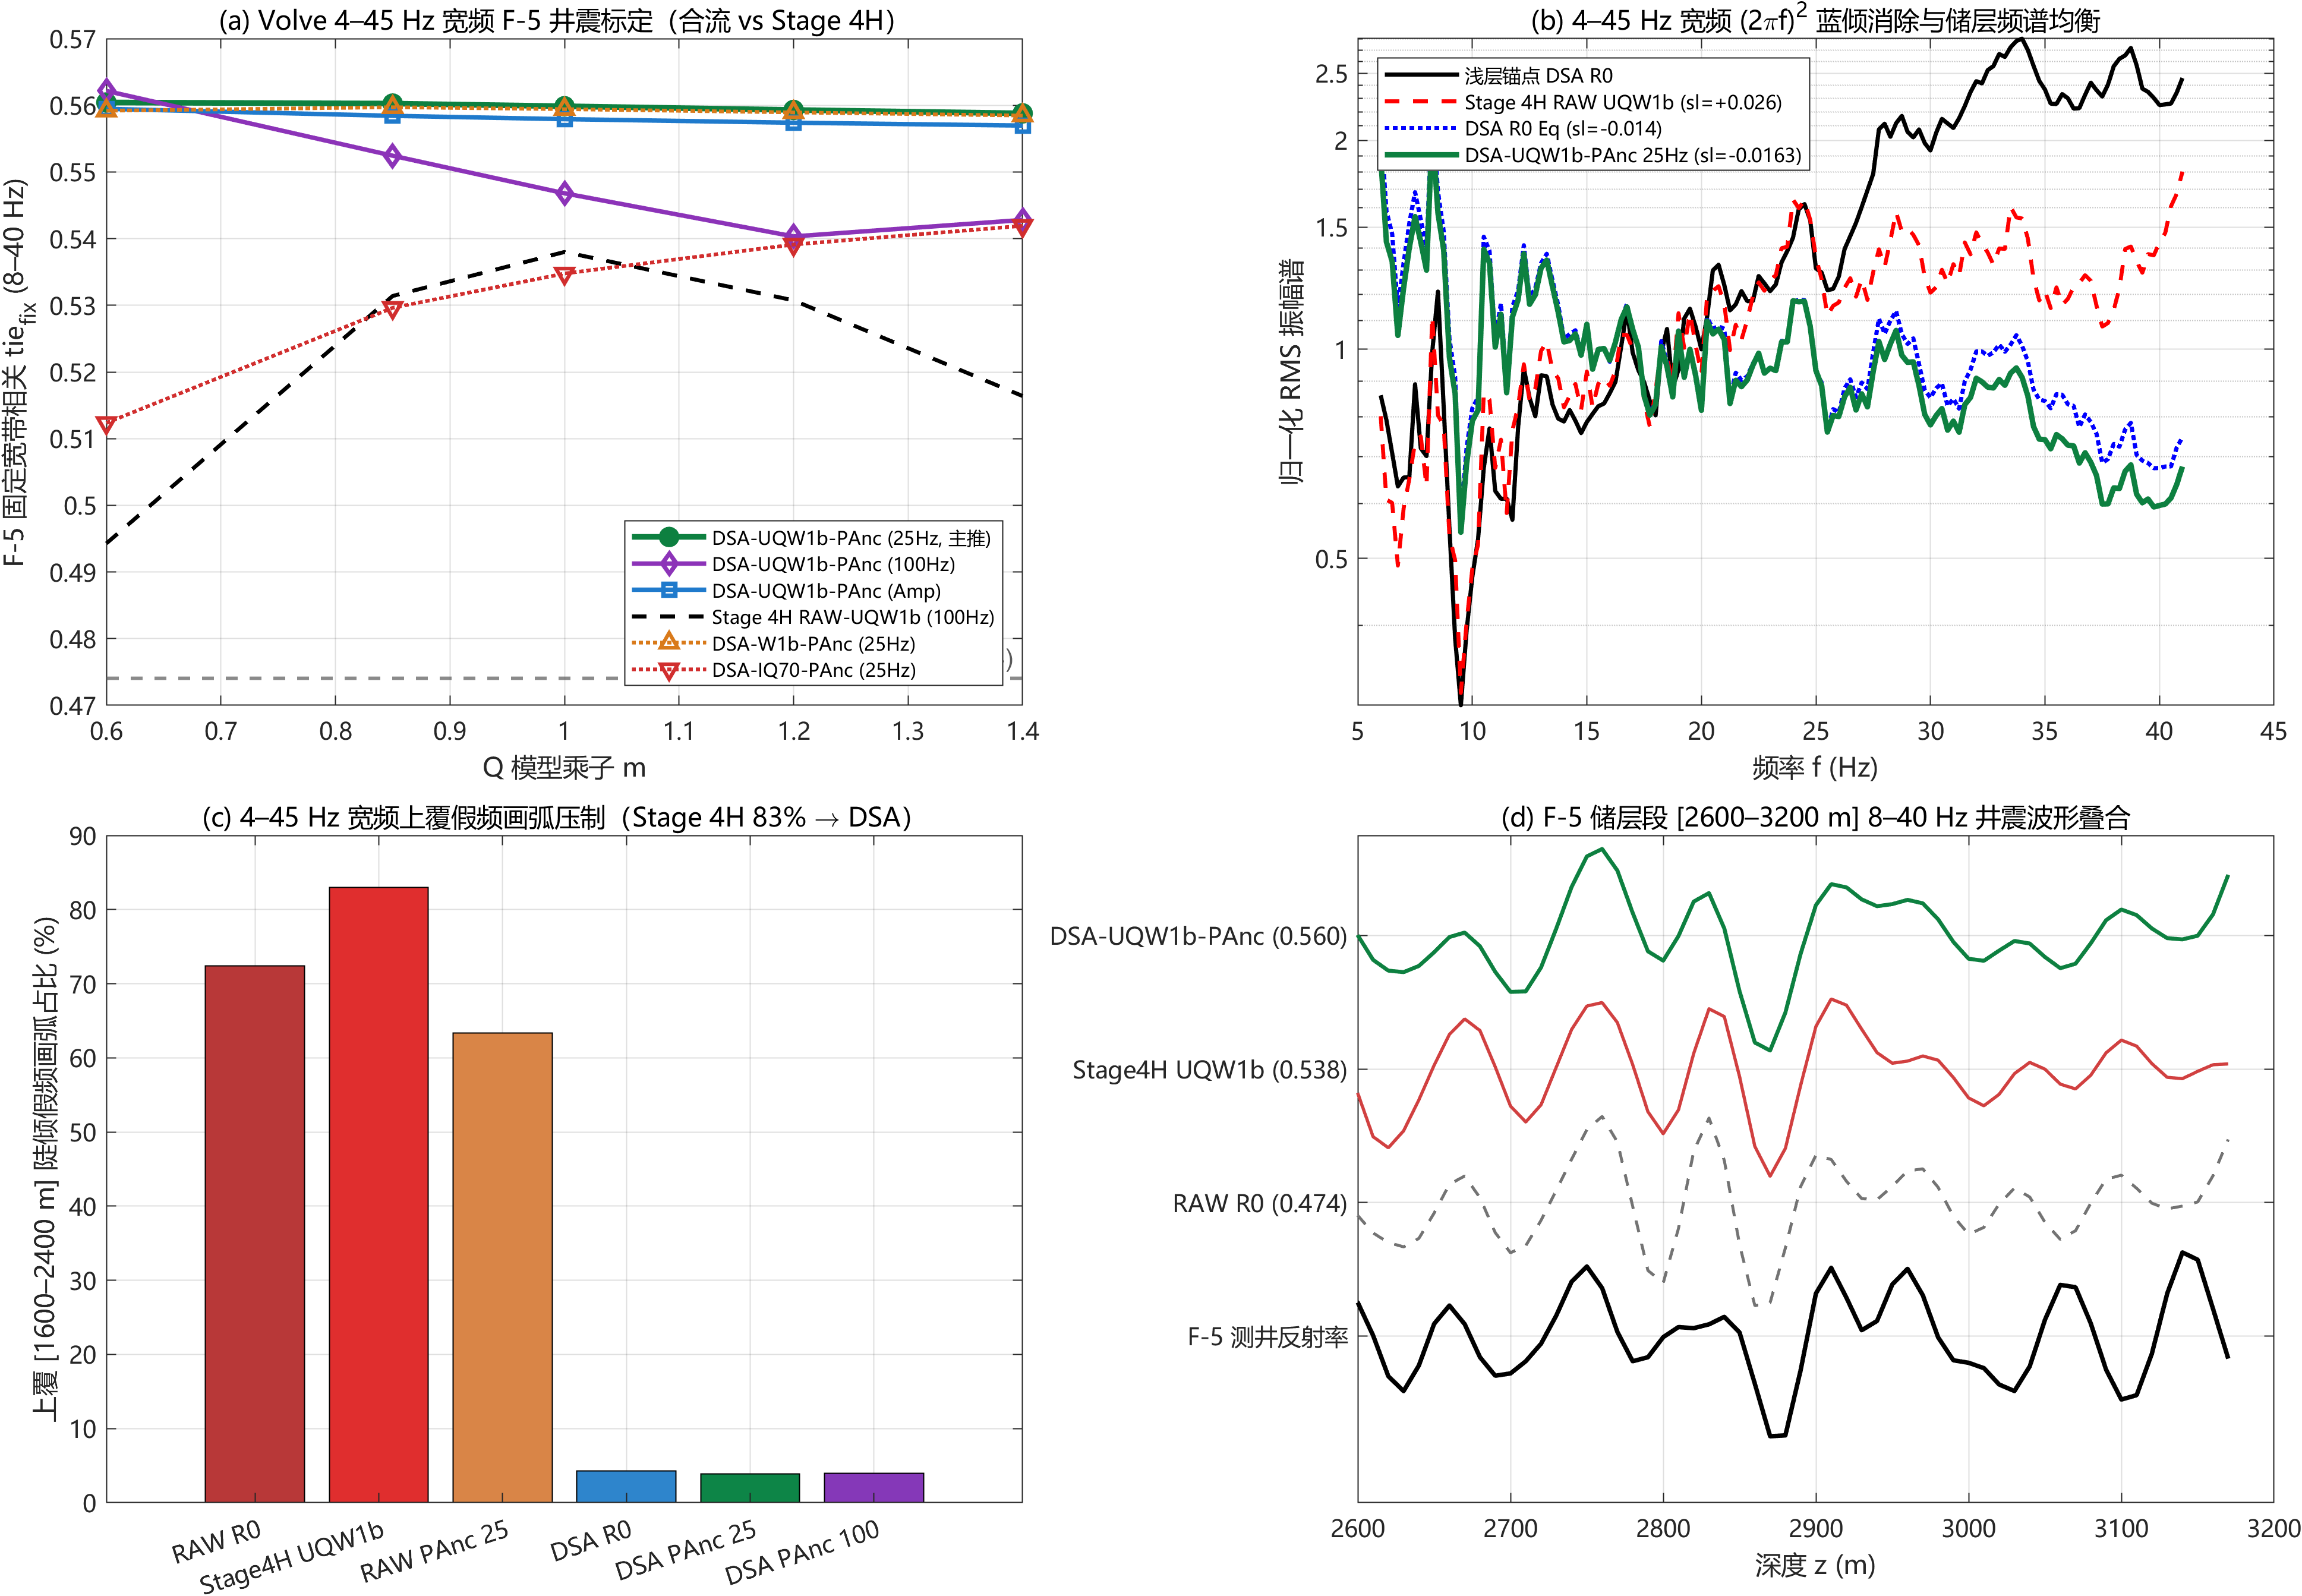 (a) Volve 4–45 Hz 宽频 F-5 井震标定（合流 vs Stage 4H）
F-5 固定宽带相关 tie_fix (8–40 Hz)
0.57
0.56
0.55
0.54
0.53
0.52
0.51
0.5
0.49
0.48
0.47
DSA-UQW1b-PAnc (25Hz, 主推)
DSA-UQW1b-PAnc (100Hz)
DSA-UQW1b-PAnc (Amp)
Stage 4H RAW-UQW1b (100Hz)
DSA-W1b-PAnc (25Hz)
DSA-IQ70-PAnc (25Hz)
)
0.6 0.7 0.8 0.9 1 1.1 1.2 1.3 1.4
Q 模型乘子 m
(b) 4–45 Hz 宽频 (2πf)² 蓝倾消除与储层频谱均衡
归一化 RMS 振幅谱
2.5
2
1.5
1
0.5
浅层锚点 DSA R0
Stage 4H RAW UQW1b (sl=+0.026)
DSA R0 Eq (sl=-0.014)
DSA-UQW1b-PAnc 25Hz (sl=-0.0163)
5 10 15 20 25 30 35 40 45
频率 f (Hz)
(c) 4–45 Hz 宽频上覆假频画弧压制（Stage 4H 83% → DSA）
上覆 [1600–2400 m] 陡倾假频画弧占比 (%)
90
80
70
60
50
40
30
20
10
0
RAW R0
Stage4H UQW1b
RAW PAnc 25
DSA R0
DSA PAnc 25
DSA PAnc 100
(d) F-5 储层段 [2600–3200 m] 8–40 Hz 井震波形叠合
DSA-UQW1b-PAnc (0.560)
Stage4H UQW1b (0.538)
RAW R0 (0.474)
F-5 测井反射率
2600 2700 2800 2900 3000 3100 3200
深度 z (m)